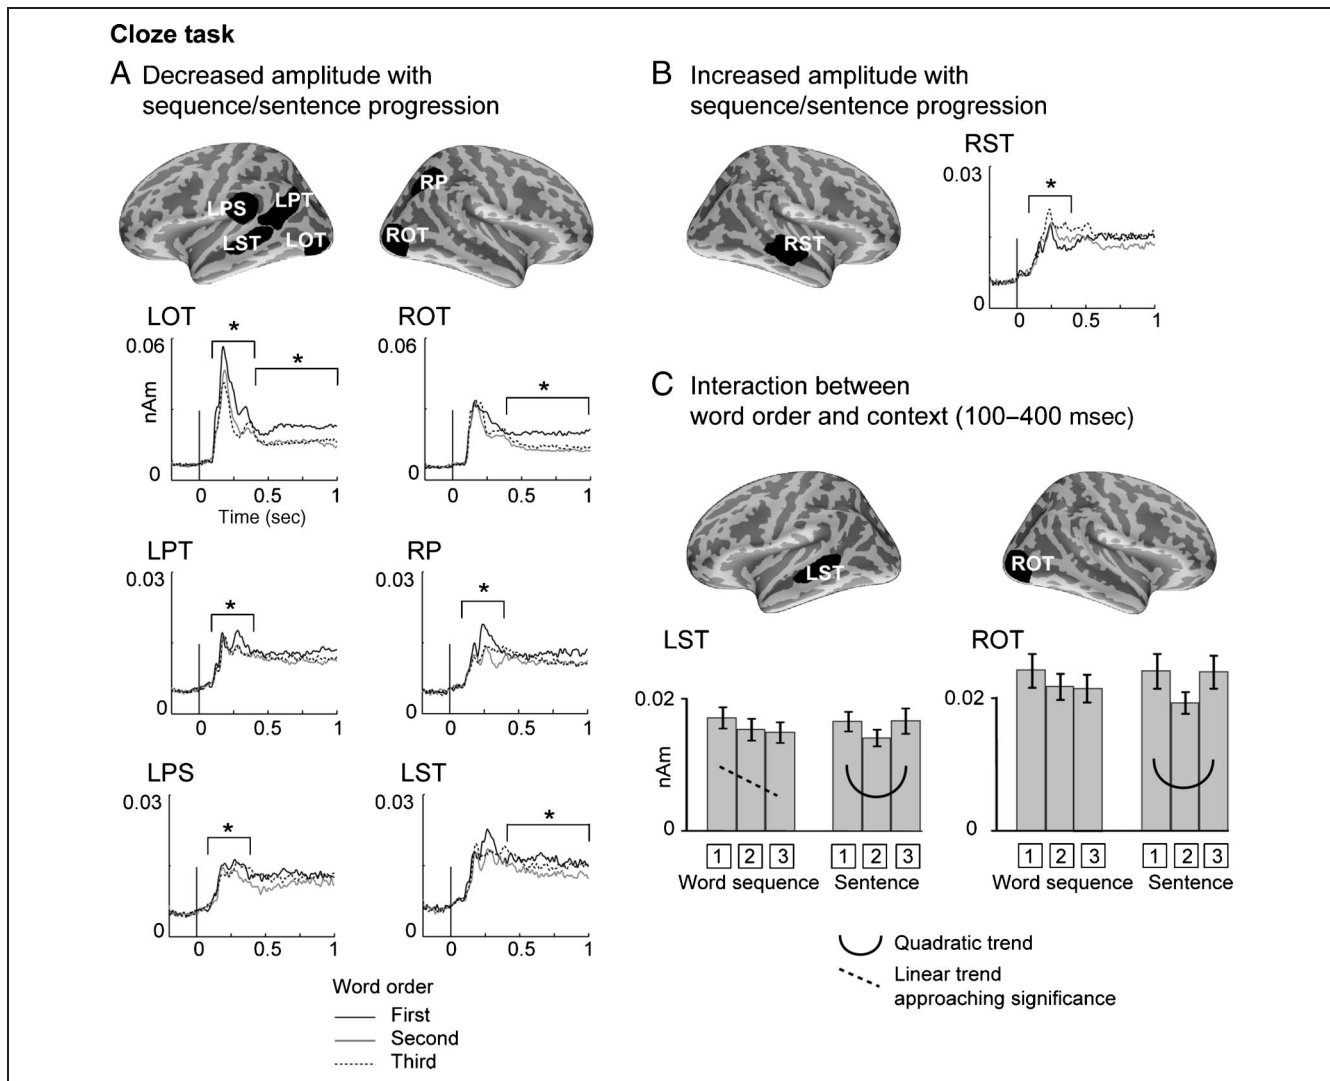 Cloze task
A Decreased amplitude with
sequence/sentence progression
LPS
LPT
LST
LOT
RP
ROT
LOT
0.06
nAm
0
*
*
0 0.5 1
Time (sec)
ROT
0.06
0
*
0 0.5 1
LPT
0.03
0
*
0 0.5 1
RP
0.03
0
*
0 0.5 1
LPS
0.03
0
*
0 0.5 1
LST
0.03
0
*
0 0.5 1
Word order
First
Second
Third
B Increased amplitude with
sequence/sentence progression
RST
RST
0.03
0
*
0 0.5 1
C Interaction between
word order and context (100–400 msec)
LST
ROT
LST
0.02
nAm
0
1 2 3 1 2 3
Word sequence Sentence
ROT
0.02
0
1 2 3 1 2 3
Word sequence Sentence
Quadratic trend
Linear trend
approaching significance